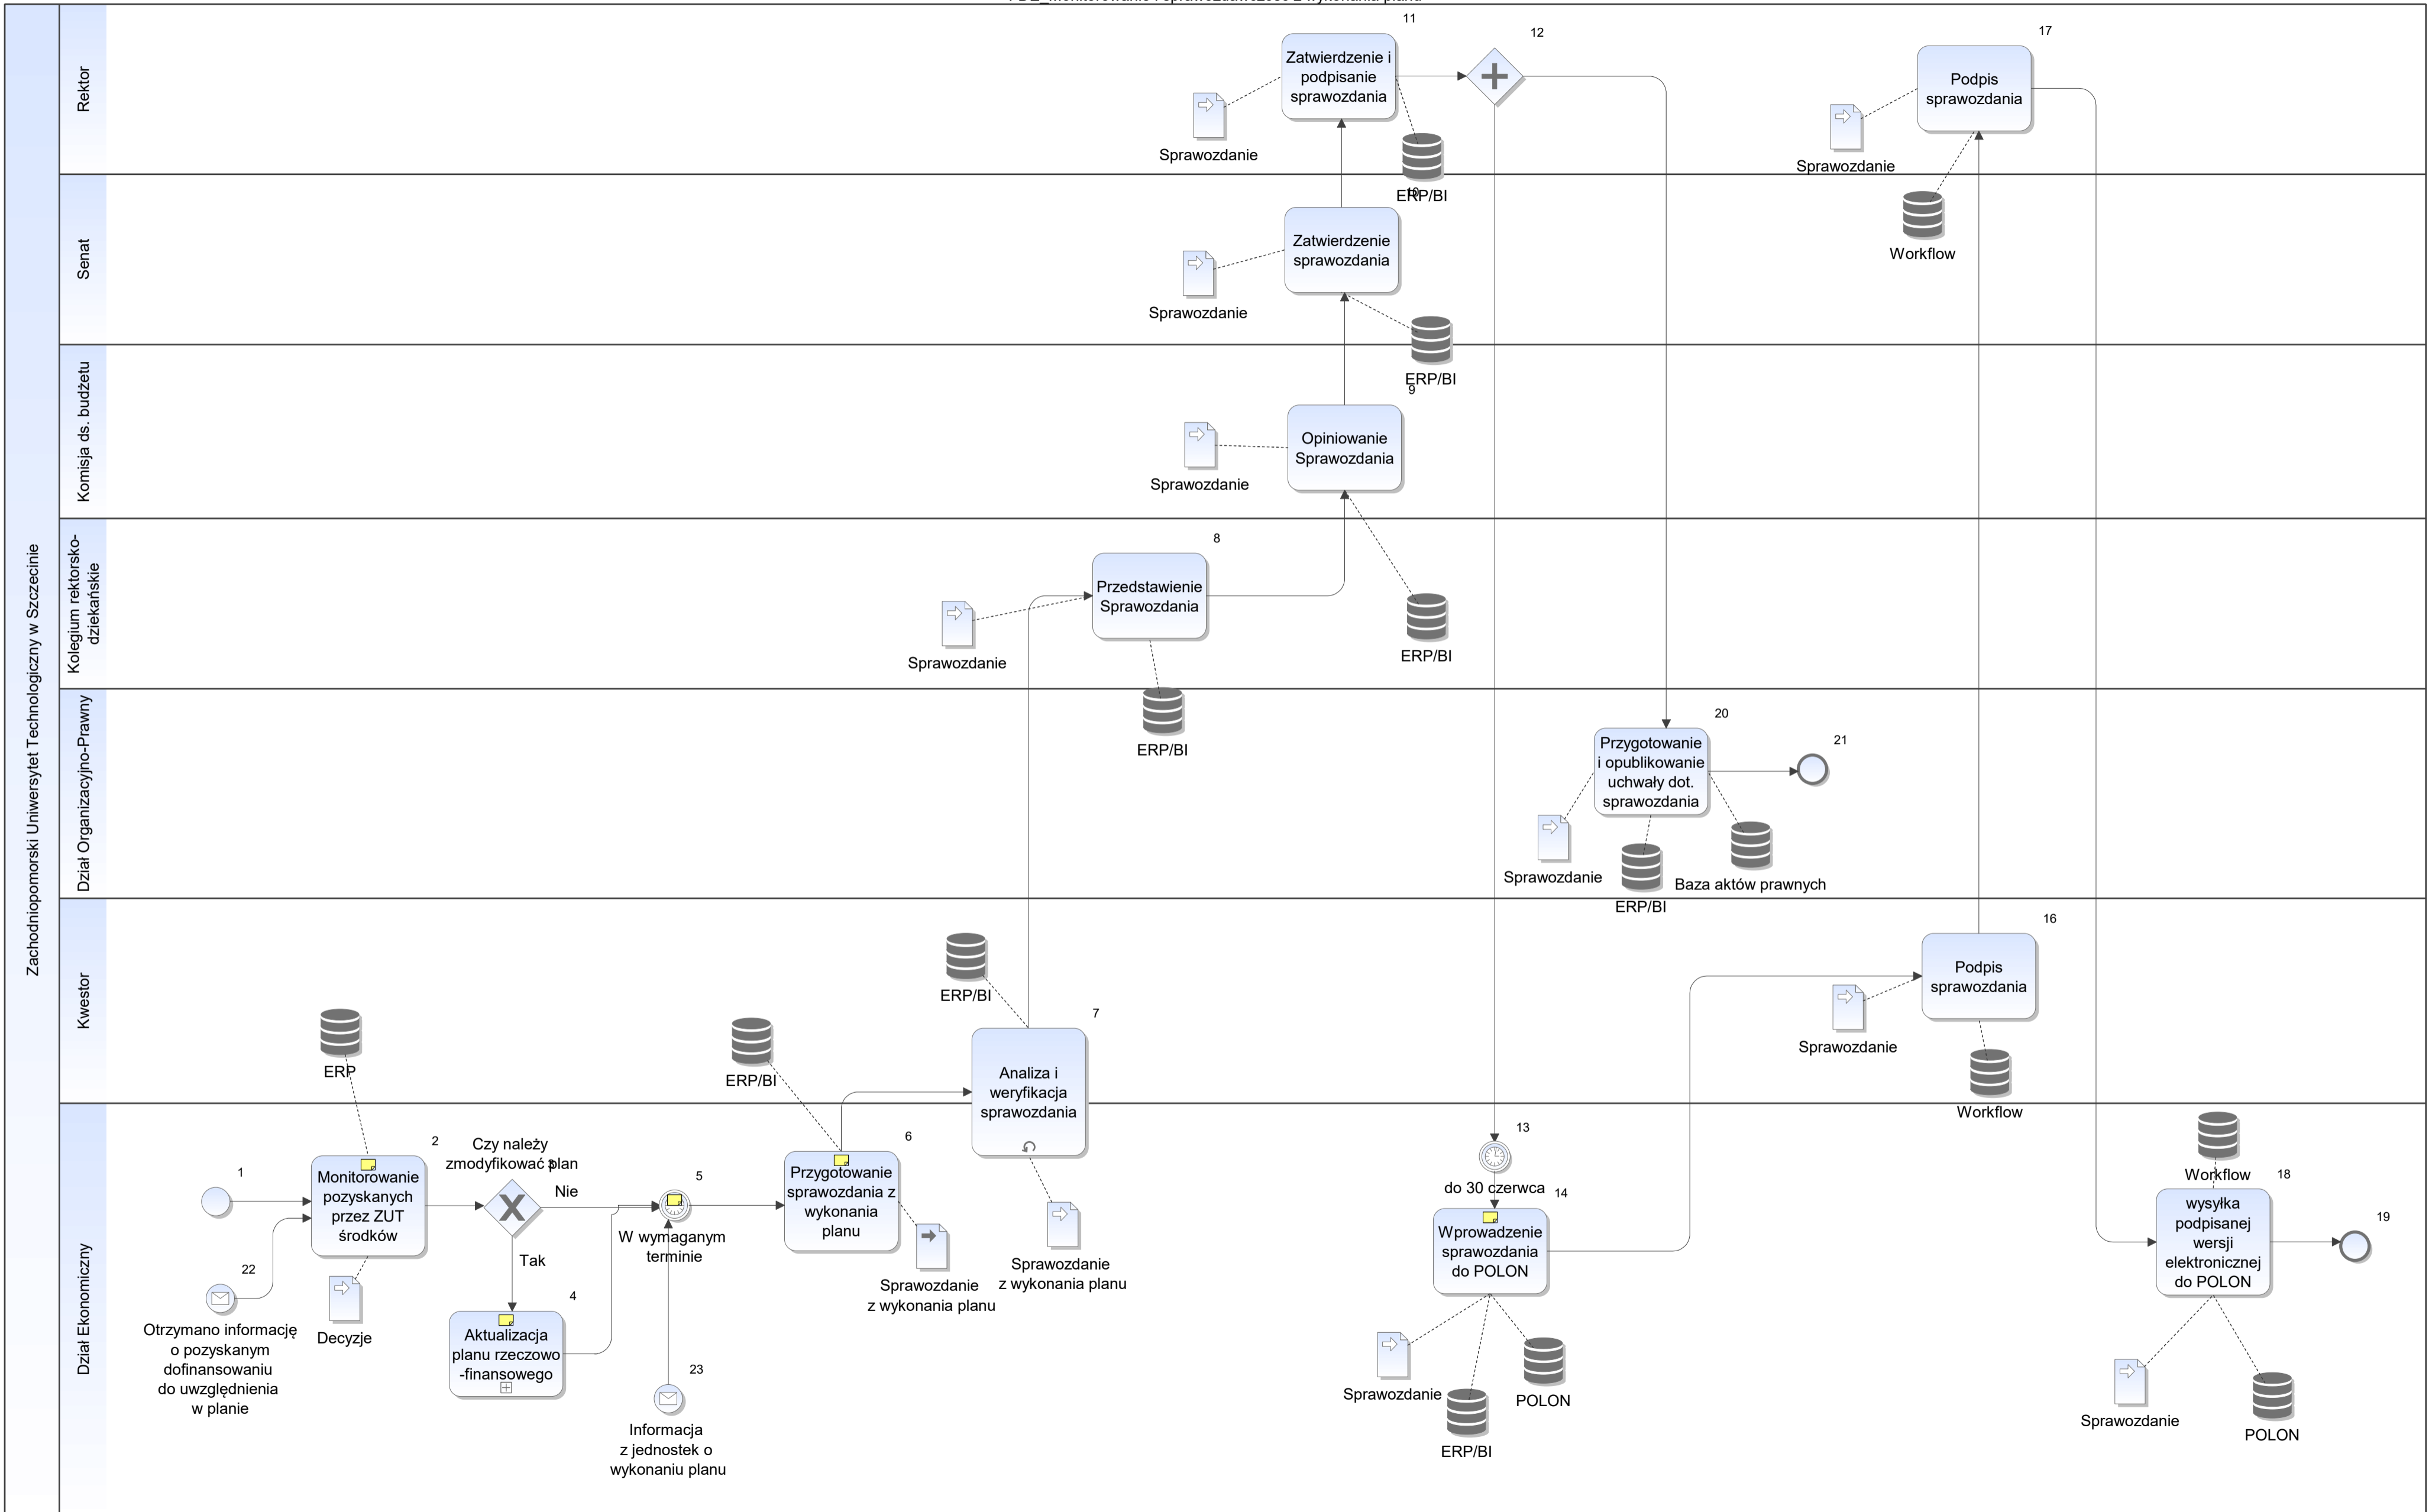 11
12
17
Rektor
Zatwierdzenie i
podpisanie
sprawozdania
Podpis
sprawozdania
Sprawozdanie
Sprawozdanie
ERP/BI
10
Senat
Zatwierdzenie
sprawozdania
Workflow
Sprawozdanie
Komisja ds. budżetu
ERP/BI
9
Opiniowanie
Sprawozdania
Sprawozdanie
Kolegium rektorsko-
dziekańskie
8
Przedstawienie
Sprawozdania
Sprawozdanie
ERP/BI
ERP/BI
Zachodniopomorski Uniwersytet Technologiczny w Szczecinie
Dział Organizacyjno-Prawny
20
Przygotowanie
i opublikowanie
uchwały dot.
sprawozdania
21
Sprawozdanie
Baza aktów prawnych
ERP/BI
Kwestor
16
Podpis
sprawozdania
ERP/BI
7
Sprawozdanie
ERP
ERP/BI
Analiza i
weryfikacja
sprawozdania
Workflow
Dział Ekonomiczny
1
2
Monitorowanie
pozyskanych
przez ZUT
środków
Czy należy
zmodyfikować plan
3
Nie
Tak
5
W wymaganym
terminie
6
Przygotowanie
sprawozdania z
wykonania
planu
Sprawozdanie
z wykonania planu
Sprawozdanie
z wykonania planu
22
Otrzymano informację
o pozyskanym
dofinansowaniu
do uwzględnienia
w planie
Decyzje
4
Aktualizacja
planu rzeczowo
-finansowego
23
Informacja
z jednostek o
wykonaniu planu
13
do 30 czerwca
14
Wprowadzenie
sprawozdania
do POLON
Sprawozdanie
POLON
ERP/BI
Workflow
18
wysyłka
podpisanej
wersji
elektronicznej
do POLON
19
Sprawozdanie
POLON